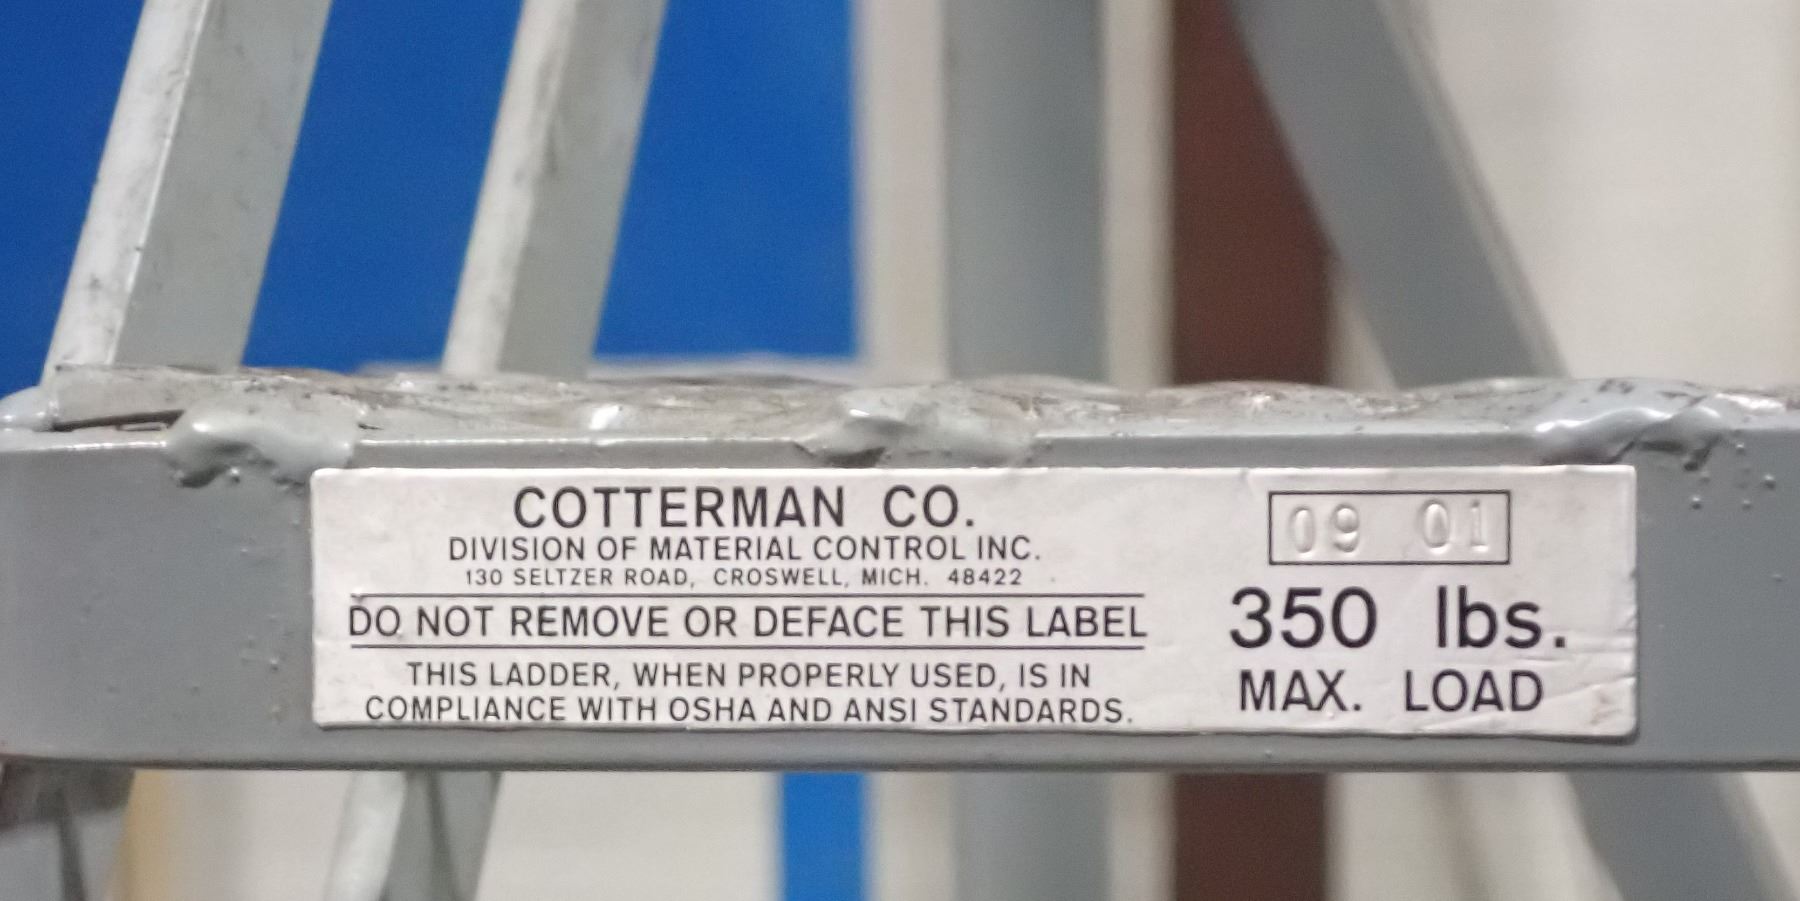 COTTERMAN CO.
DIVISION OF MATERIAL CONTROL INC.
130 SELTZER ROAD, CROSWELL, MICH. 48422
DO NOT REMOVE OR DEFACE THIS LABEL
THIS LADDER, WHEN PROPERLY USED, IS IN
COMPLIANCE WITH OSHA AND ANSI STANDARDS.
09 01
350 lbs.
MAX. LOAD